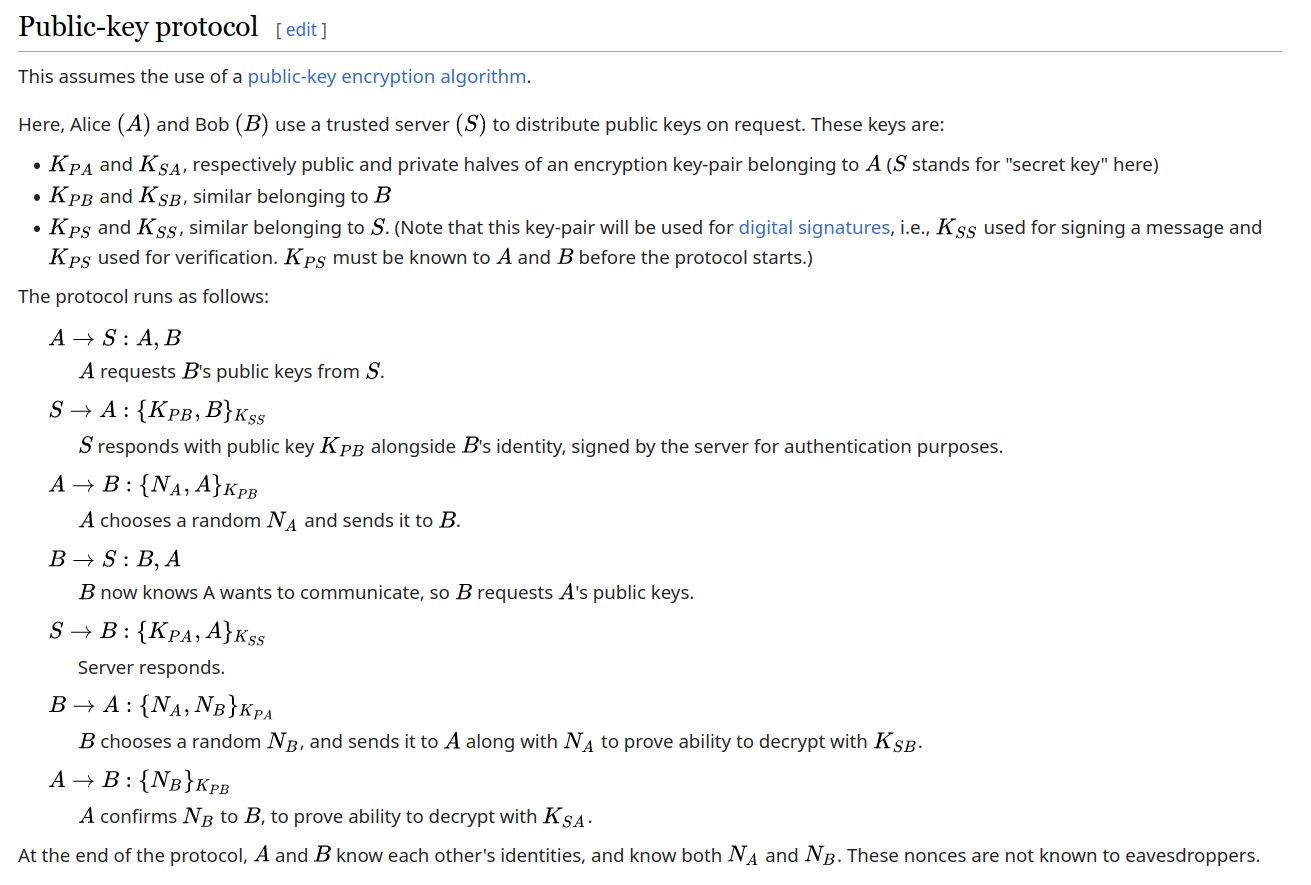 Public-key protocol [ edit ]
This assumes the use of a public-key encryption algorithm.
Here, Alice (A) and Bob (B) use a trusted server (S) to distribute public keys on request. These keys are:
• K_{PA} and K_{SA}, respectively public and private halves of an encryption key-pair belonging to A (S stands for "secret key" here)
• K_{PB} and K_{SB}, similar belonging to B
• K_{PS} and K_{SS}, similar belonging to S. (Note that this key-pair will be used for digital signatures, i.e., K_{SS} used for signing a message and
K_{PS} used for verification. K_{PS} must be known to A and B before the protocol starts.)
The protocol runs as follows:
A → S : A, B
A requests B's public keys from S.
S → A : {K_{PB}, B}_{K_{SS}}
S responds with public key K_{PB} alongside B's identity, signed by the server for authentication purposes.
A → B : {N_A, A}_{K_{PB}}
A chooses a random N_A and sends it to B.
B → S : B, A
B now knows A wants to communicate, so B requests A's public keys.
S → B : {K_{PA}, A}_{K_{SS}}
Server responds.
B → A : {N_A, N_B}_{K_{PA}}
B chooses a random N_B, and sends it to A along with N_A to prove ability to decrypt with K_{SB}.
A → B : {N_B}_{K_{PB}}
A confirms N_B to B, to prove ability to decrypt with K_{SA}.
At the end of the protocol, A and B know each other's identities, and know both N_A and N_B. These nonces are not known to eavesdroppers.